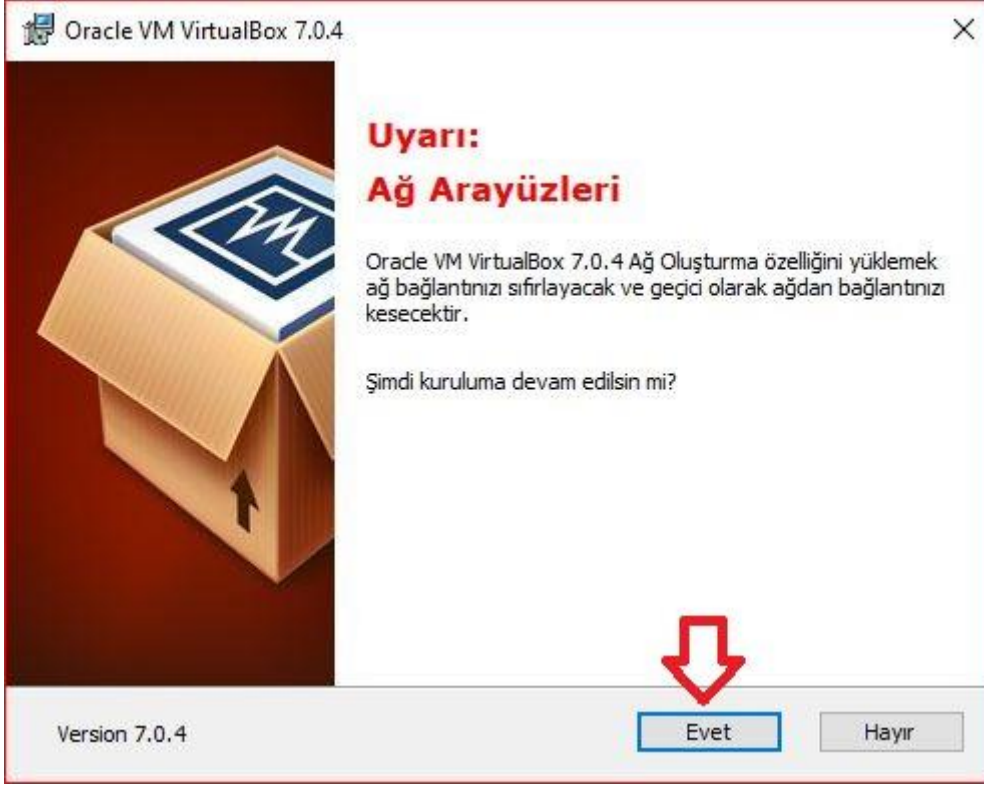 Oracle VM VirtualBox 7.0.4
Uyarı:
Ağ Arayüzleri
Oracle VM VirtualBox 7.0.4 Ağ Oluşturma özelliğini yüklemek
ağ bağlantınızı sıfırlayacak ve geçici olarak ağdan bağlantınızı
kesecektir.
Şimdi kuruluma devam edilsin mi?
Version 7.0.4
Evet
Hayır